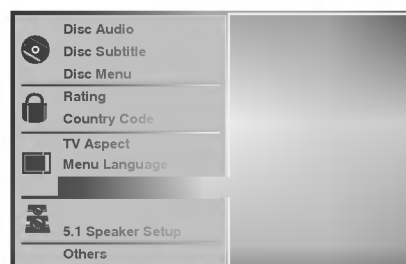 Disc Audio
Disc Subtitle
Disc Menu
Rating
Country Code
TV Aspect
Menu Language
5.1 Speaker Setup
Others